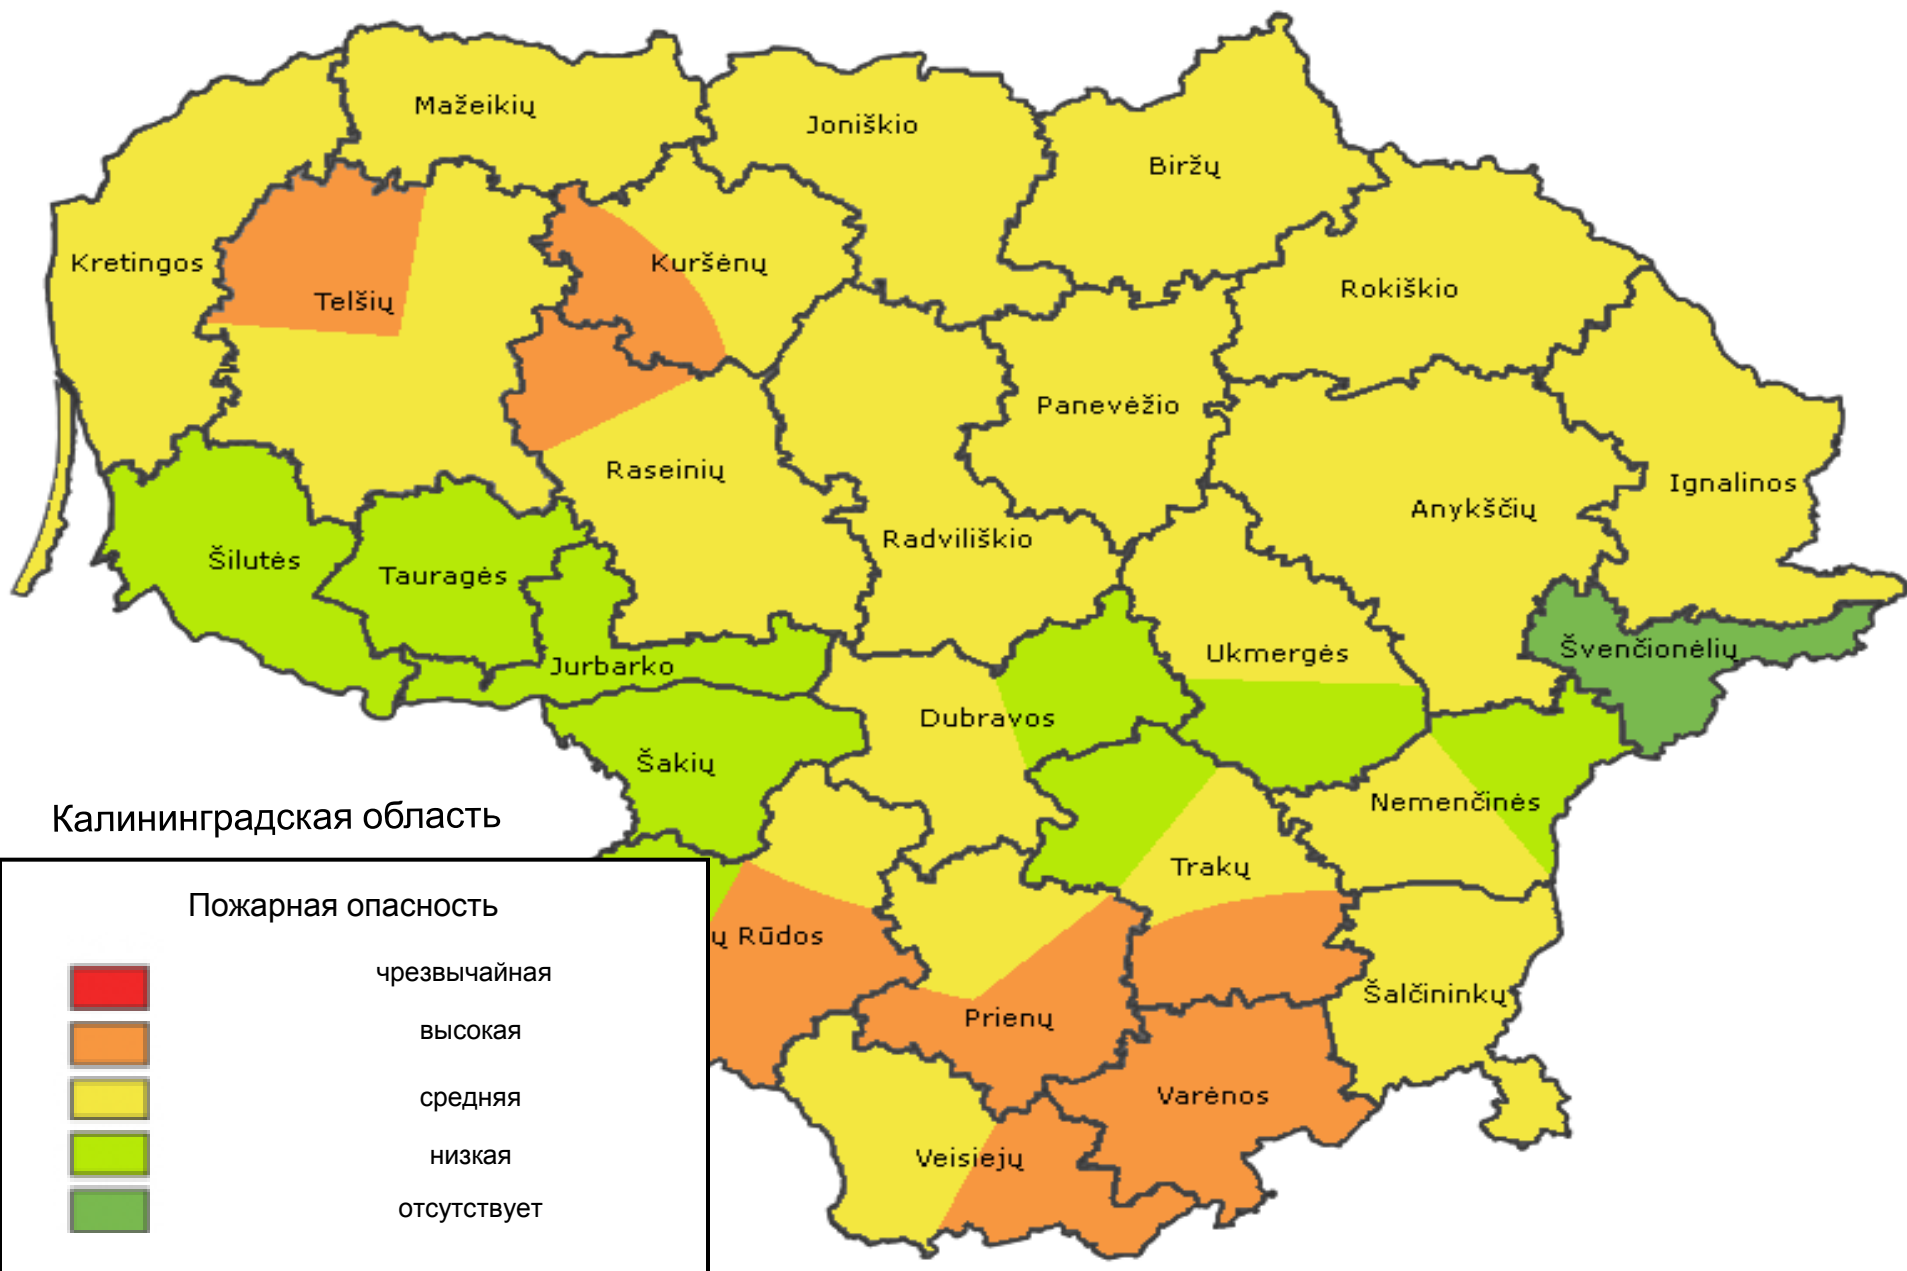 Mažeikių
Joniškio
Biržų
Kretingos
Telšių
Kuršėnų
Rokiškio
Panevėžio
Raseinių
Ignalinos
Anykščių
Radviliškio
Šilutės
Tauragės
Jurbarko
Ukmergės
Švenčionėlių
Dubravos
Šakių
Nemenčinės
Trakų
Калининградская область
Пожарная опасность
ų Rūdos
чрезвычайная
Šalčininkų
Prienų
высокая
средняя
Varėnos
низкая
Veisiejų
отсутствует